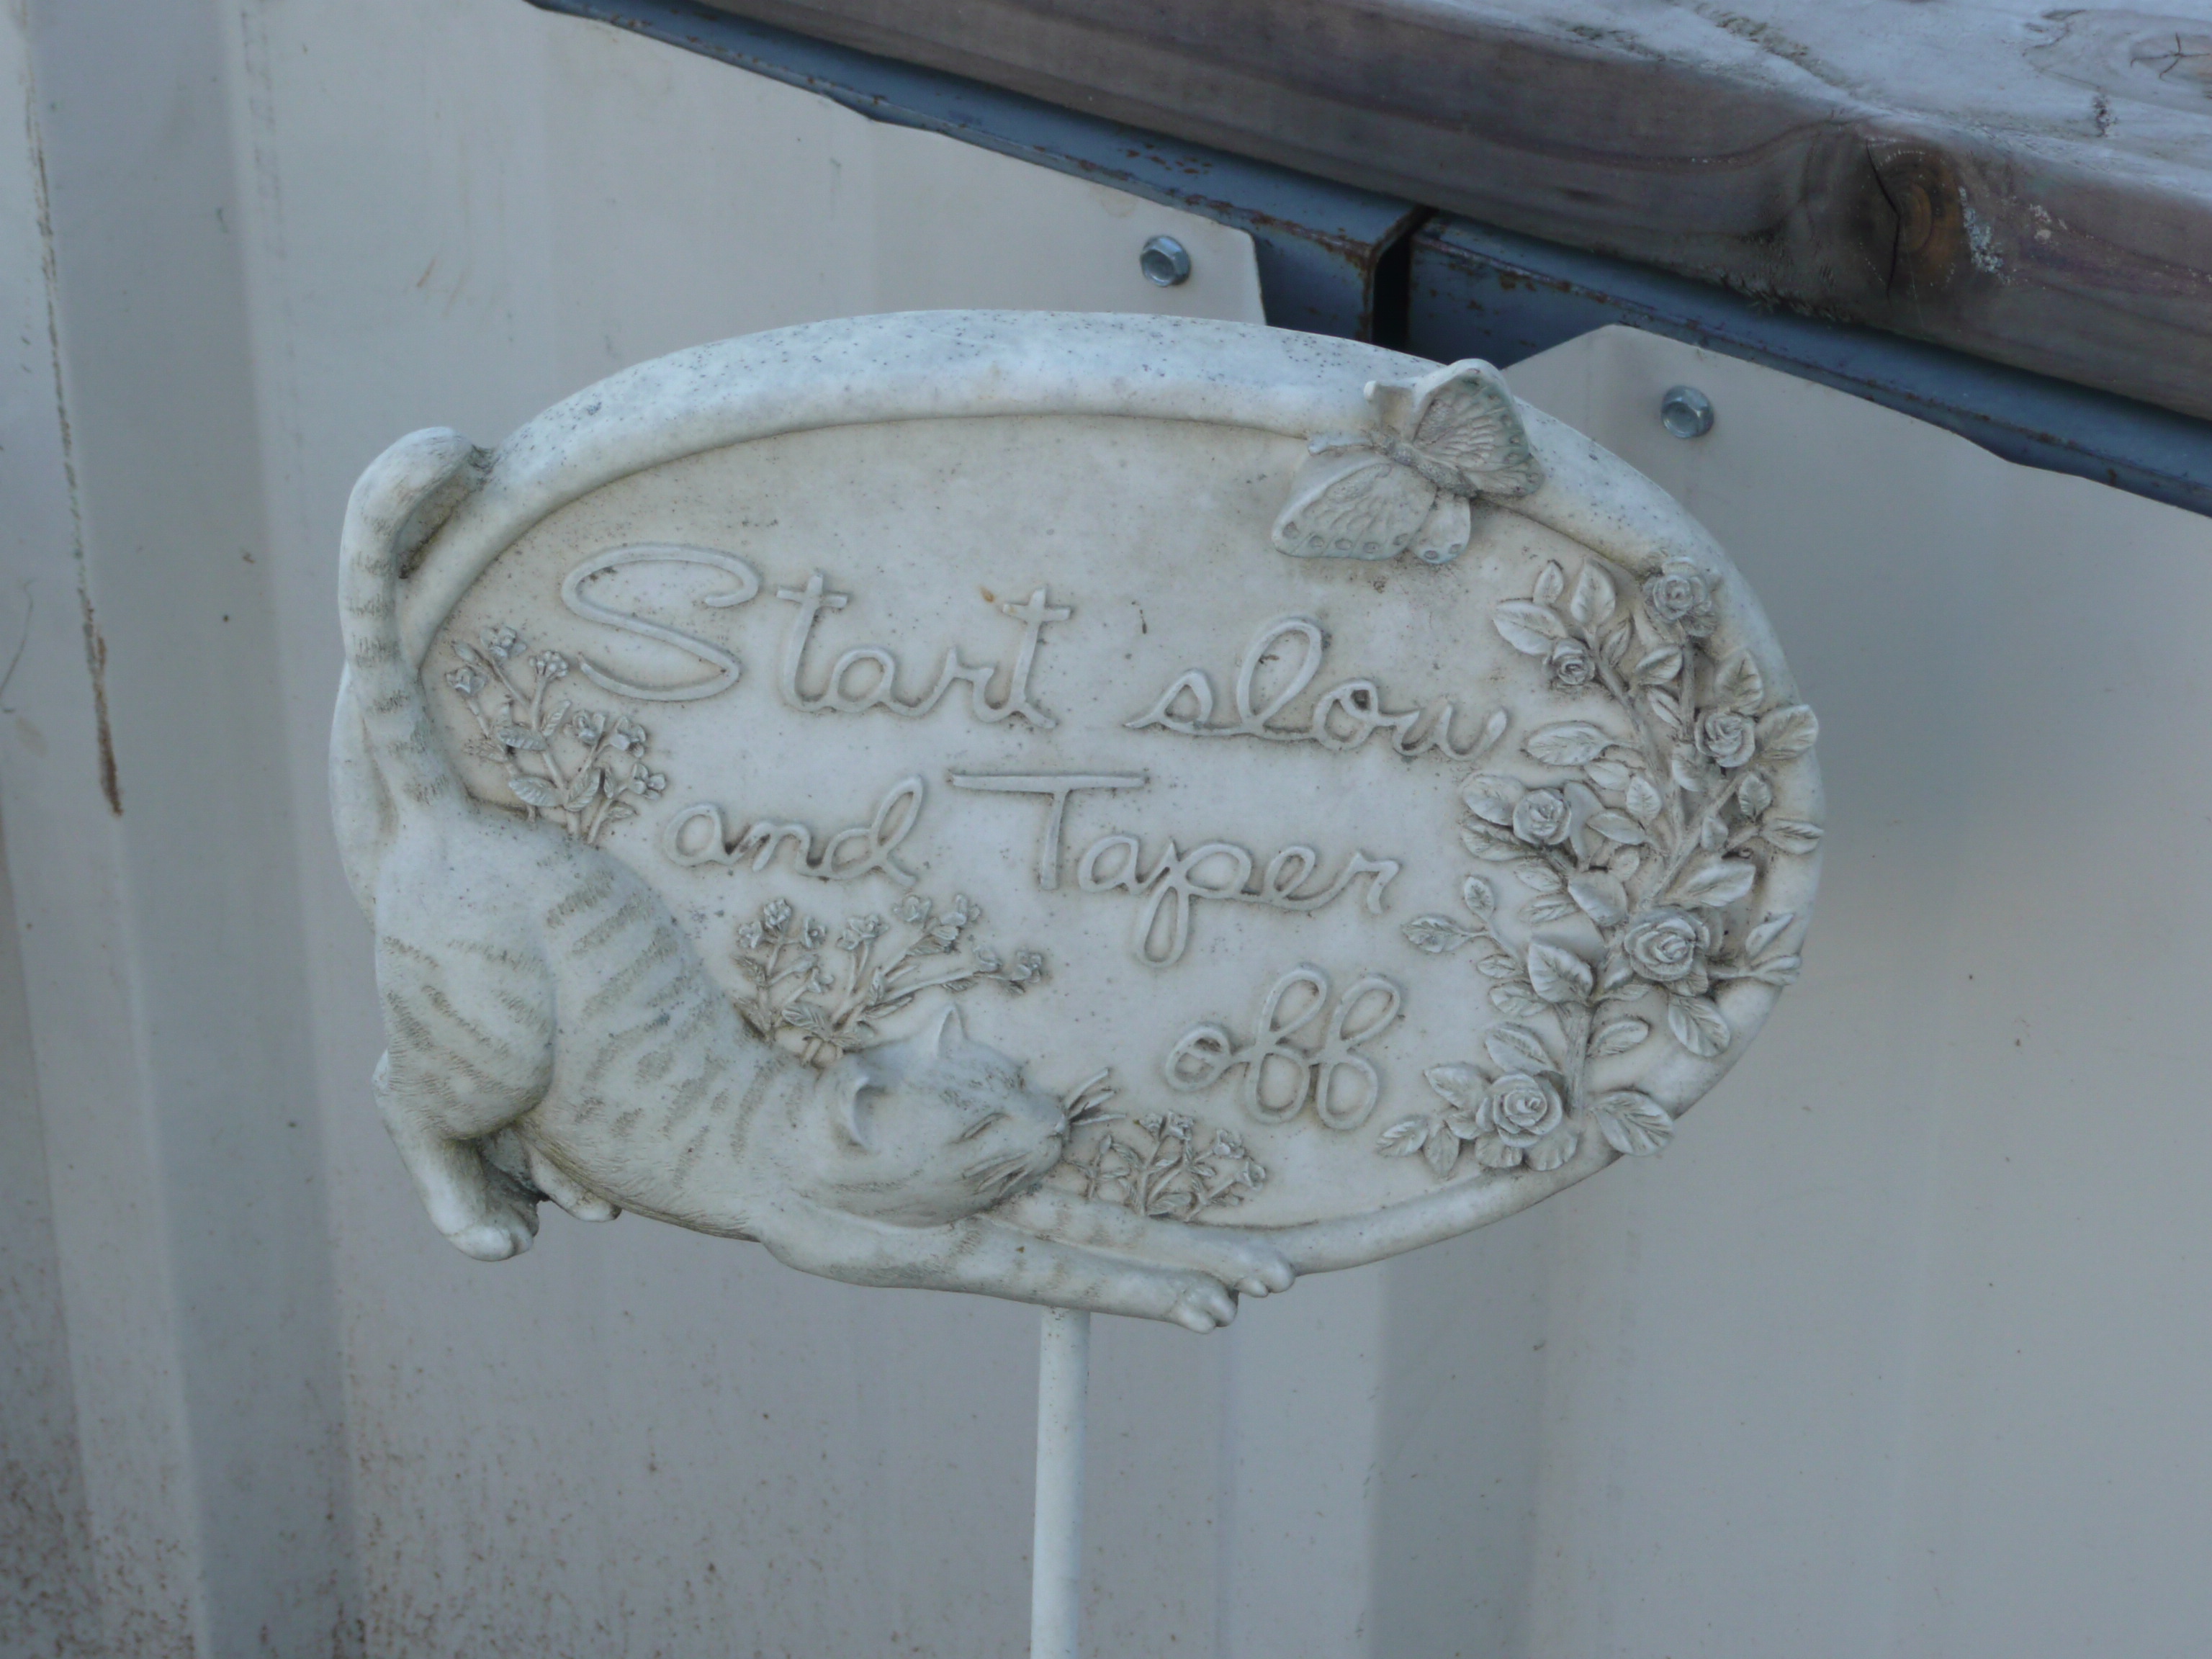 Start slow
and Taper
off